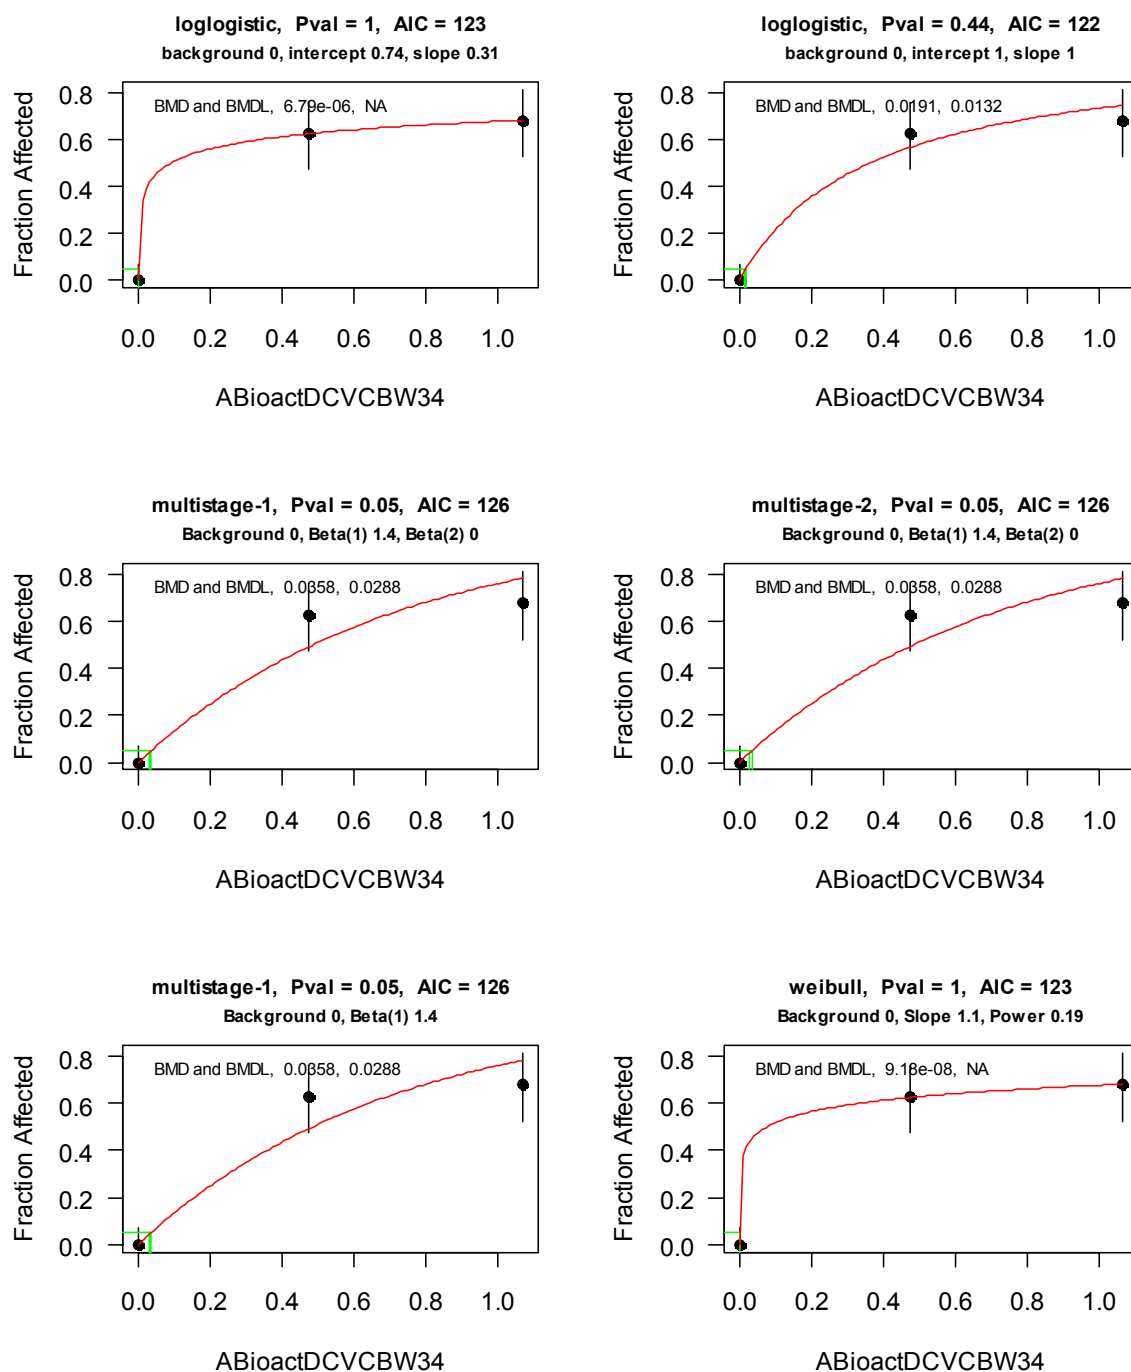 loglogistic, Pval = 1, AIC = 123
background 0, intercept 0.74, slope 0.31
BMD and BMDL, 6.79e-06, NA
Fraction Affected
0.8
0.6
0.4
0.2
0.0
0.0 0.2 0.4 0.6 0.8 1.0
ABioactDCVCBW34
loglogistic, Pval = 0.44, AIC = 122
background 0, intercept 1, slope 1
BMD and BMDL, 0.0191, 0.0132
Fraction Affected
0.8
0.6
0.4
0.2
0.0
0.0 0.2 0.4 0.6 0.8 1.0
ABioactDCVCBW34
multistage-1, Pval = 0.05, AIC = 126
Background 0, Beta(1) 1.4, Beta(2) 0
BMD and BMDL, 0.0358, 0.0288
Fraction Affected
0.8
0.6
0.4
0.2
0.0
0.0 0.2 0.4 0.6 0.8 1.0
ABioactDCVCBW34
multistage-2, Pval = 0.05, AIC = 126
Background 0, Beta(1) 1.4, Beta(2) 0
BMD and BMDL, 0.0358, 0.0288
Fraction Affected
0.8
0.6
0.4
0.2
0.0
0.0 0.2 0.4 0.6 0.8 1.0
ABioactDCVCBW34
multistage-1, Pval = 0.05, AIC = 126
Background 0, Beta(1) 1.4
BMD and BMDL, 0.0358, 0.0288
Fraction Affected
0.8
0.6
0.4
0.2
0.0
0.0 0.2 0.4 0.6 0.8 1.0
ABioactDCVCBW34
weibull, Pval = 1, AIC = 123
Background 0, Slope 1.1, Power 0.19
BMD and BMDL, 9.18e-08, NA
Fraction Affected
0.8
0.6
0.4
0.2
0.0
0.0 0.2 0.4 0.6 0.8 1.0
ABioactDCVCBW34